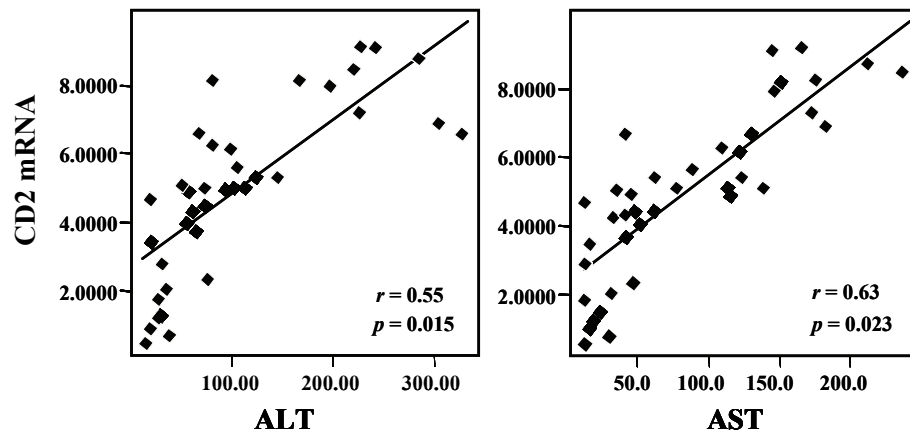 CD2 mRNA
8.0000
6.0000
4.0000
2.0000
r = 0.55
p = 0.015
100.00 200.00 300.00
ALT
8.0000
6.0000
4.0000
2.0000
r = 0.63
p = 0.023
50.0 100.0 150.0 200.0
AST